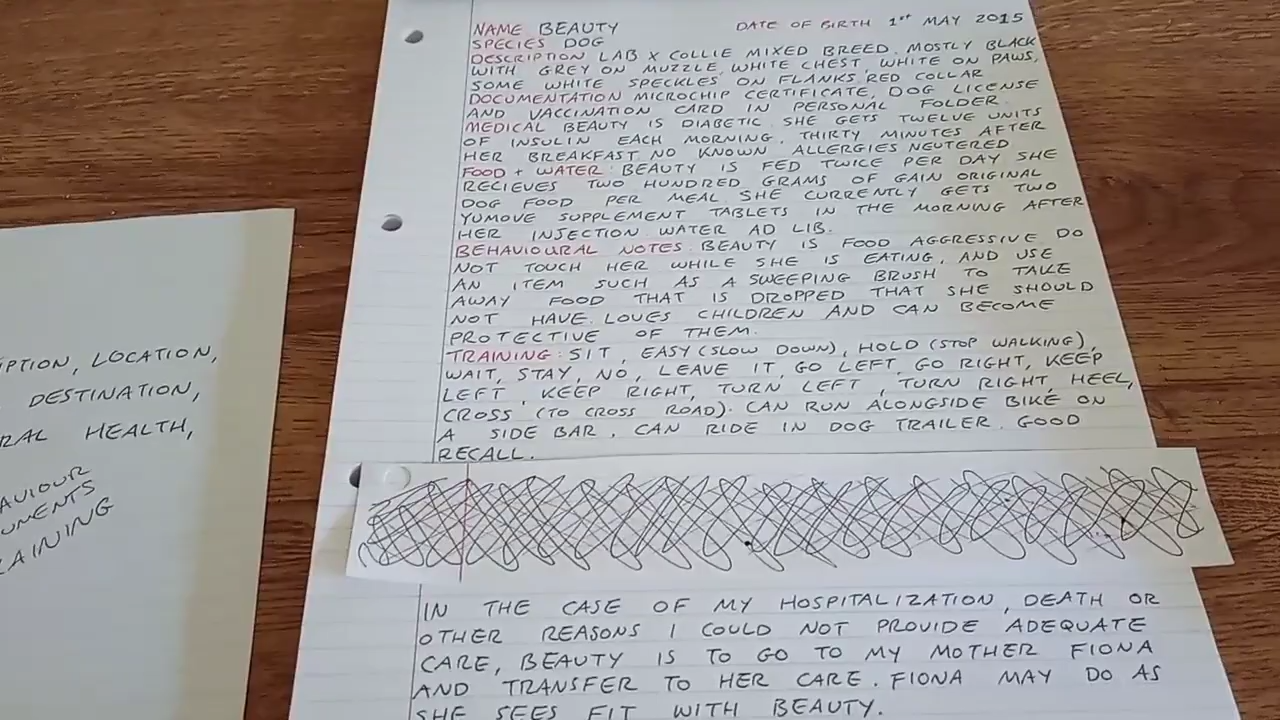 NAME BEAUTY DATE OF BIRTH 1st MAY 2015
SPECIES DOG
DESCRIPTION LAB X COLLIE MIXED BREED. MOSTLY BLACK
WITH GREY ON MUZZLE, WHITE CHEST, WHITE ON PAWS,
SOME WHITE SPECKLES ON FLANKS. RED COLLAR
DOCUMENTATION MICROCHIP CERTIFICATE, DOG LICENSE
AND VACCINATION CARD IN PERSONAL FOLDER.
MEDICAL BEAUTY IS DIABETIC. SHE GETS TWELVE UNITS
OF INSULIN EACH MORNING, THIRTY MINUTES AFTER
HER BREAKFAST. NO KNOWN ALLERGIES NEUTERED
FOOD + WATER: BEAUTY IS FED TWICE PER DAY SHE
RECIEVES TWO HUNDRED GRAMS OF GAIN ORIGINAL
DOG FOOD PER MEAL. SHE CURRENTLY GETS TWO
YUMOVE SUPPLEMENT TABLETS IN THE MORNING AFTER
HER INJECTION. WATER AD LIB.
BEHAVIOURAL NOTES: BEAUTY IS FOOD AGGRESSIVE. DO
NOT TOUCH HER WHILE SHE IS EATING, AND USE
AN ITEM SUCH AS A SWEEPING BRUSH TO TAKE
AWAY FOOD THAT IS DROPPED THAT SHE SHOULD
NOT HAVE. LOVES CHILDREN AND CAN BECOME
PROTECTIVE OF THEM.
TRAINING: SIT, EASY (SLOW DOWN), HOLD (STOP WALKING),
WAIT, STAY, NO, LEAVE IT, GO LEFT, GO RIGHT, KEEP
LEFT, KEEP RIGHT, TURN LEFT, TURN RIGHT, HEEL,
CROSS (TO CROSS ROAD). CAN RUN ALONGSIDE BIKE ON
A SIDE BAR, CAN RIDE IN DOG TRAILER. GOOD
RECALL.
IN THE CASE OF MY HOSPITALIZATION, DEATH OR
OTHER REASONS I COULD NOT PROVIDE ADEQUATE
CARE, BEAUTY IS TO GO TO MY MOTHER FIONA
AND TRANSFER TO HER CARE. FIONA MAY DO AS
SHE SEES FIT WITH BEAUTY.
LOCATION,
DESTINATION,
HEALTH,